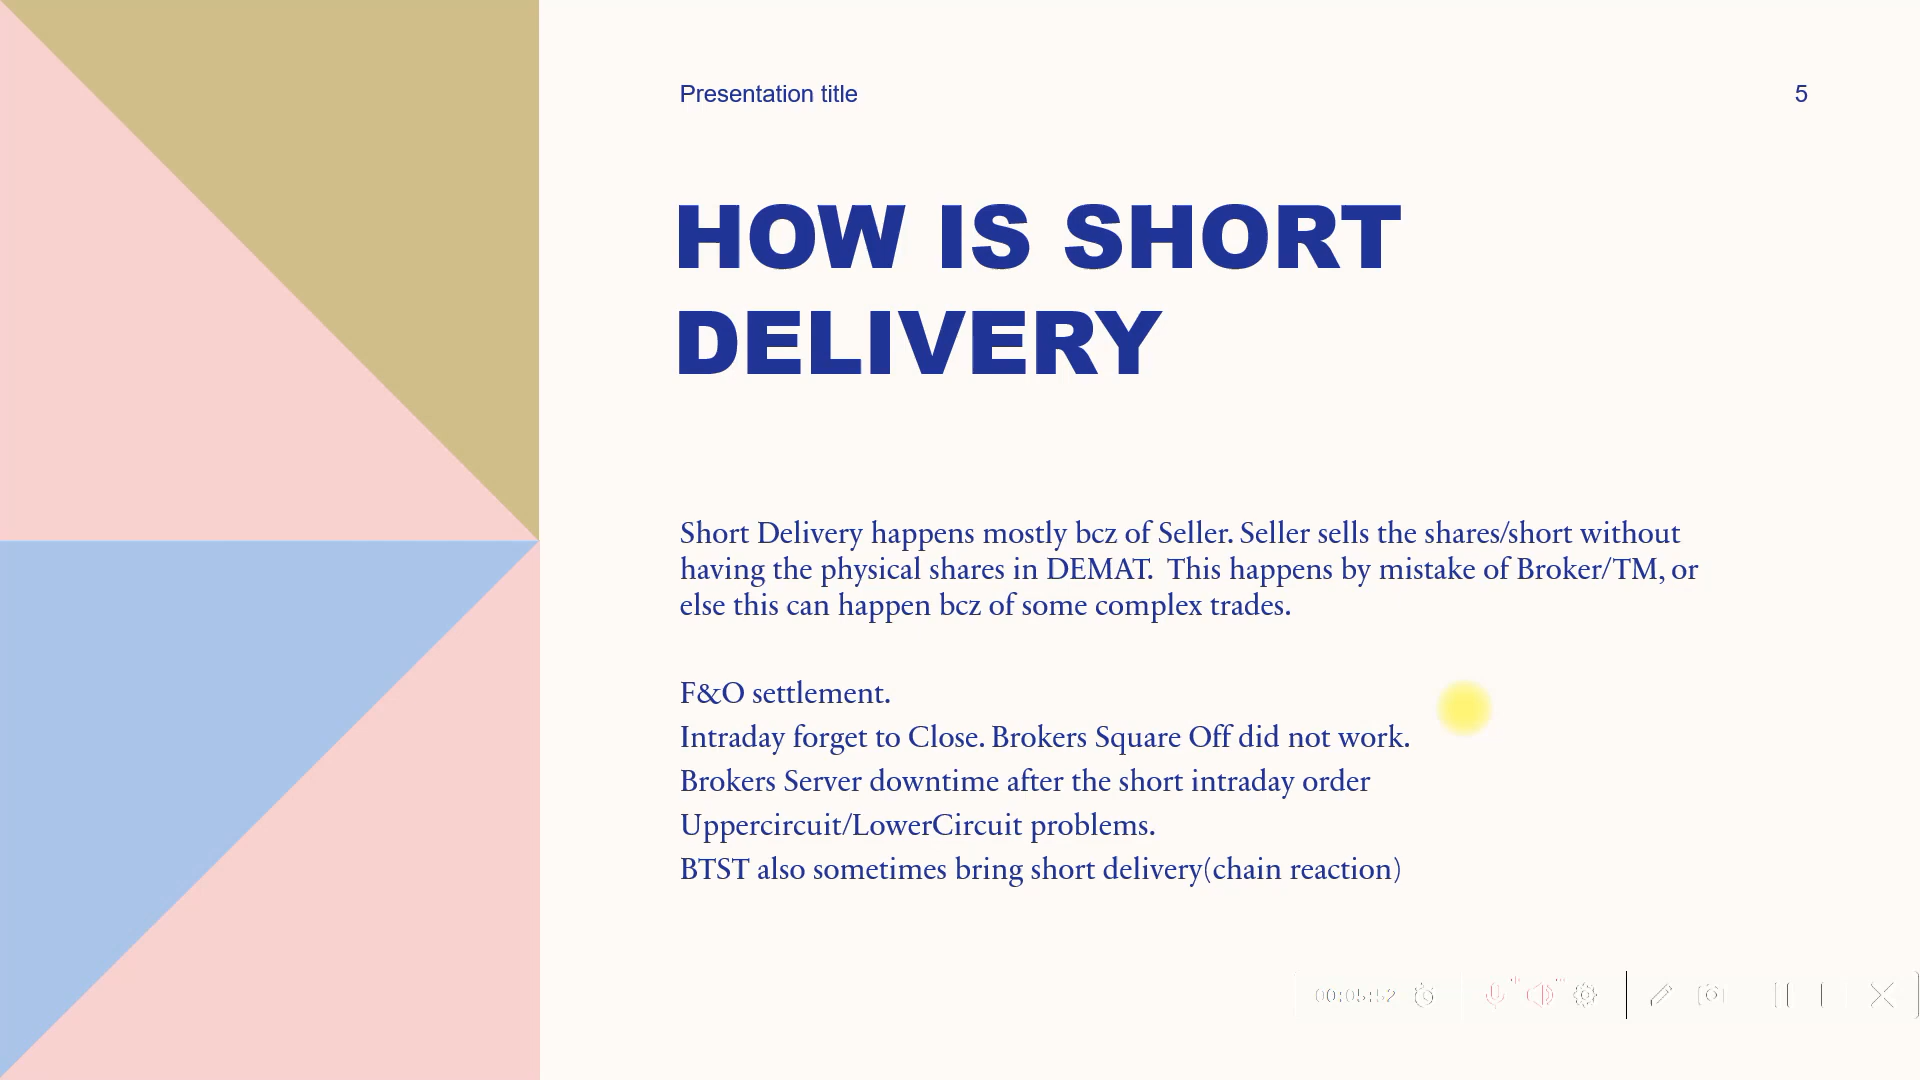 Presentation title
5
HOW IS SHORT
DELIVERY
Short Delivery happens mostly bcz of Seller. Seller sells the shares/short without
having the physical shares in DEMAT.  This happens by mistake of Broker/TM, or
else this can happen bcz of some complex trades.
F&O settlement.
Intraday forget to Close. Brokers Square Off did not work.
Brokers Server downtime after the short intraday order
Uppercircuit/LowerCircuit problems.
BTST also sometimes bring short delivery(chain reaction)
00:05:52